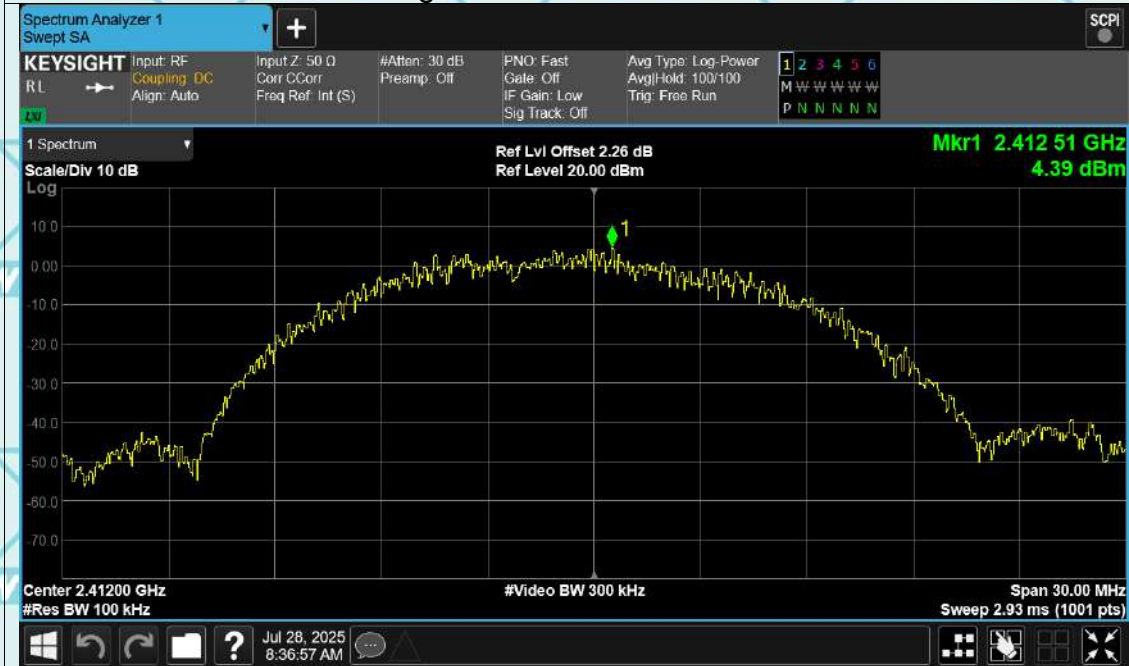 Spectrum Analyzer 1
Swept SA
+
SCPI
KEYSIGHT
RL
LXI
Input: RF
Coupling: DC
Align: Auto
Input Z: 50 Ω
Corr CCorr
Freq Ref: Int (S)
#Atten: 30 dB
Preamp: Off
PNO: Fast
Gate: Off
IF Gain: Low
Sig Track: Off
Avg Type: Log-Power
Avg|Hold: 100/100
Trig: Free Run
1 2 3 4 5 6
M W W W W W
P N N N N N
1 Spectrum
Scale/Div 10 dB
Log
Ref Lvl Offset 2.26 dB
Ref Level 20.00 dBm
Mkr1 2.412 51 GHz
4.39 dBm
1
10.0
0.00
-10.0
-20.0
-30.0
-40.0
-50.0
-60.0
-70.0
Center 2.41200 GHz
#Res BW 100 kHz
#Video BW 300 kHz
Span 30.00 MHz
Sweep 2.93 ms (1001 pts)
?
Jul 28, 2025
8:36:57 AM